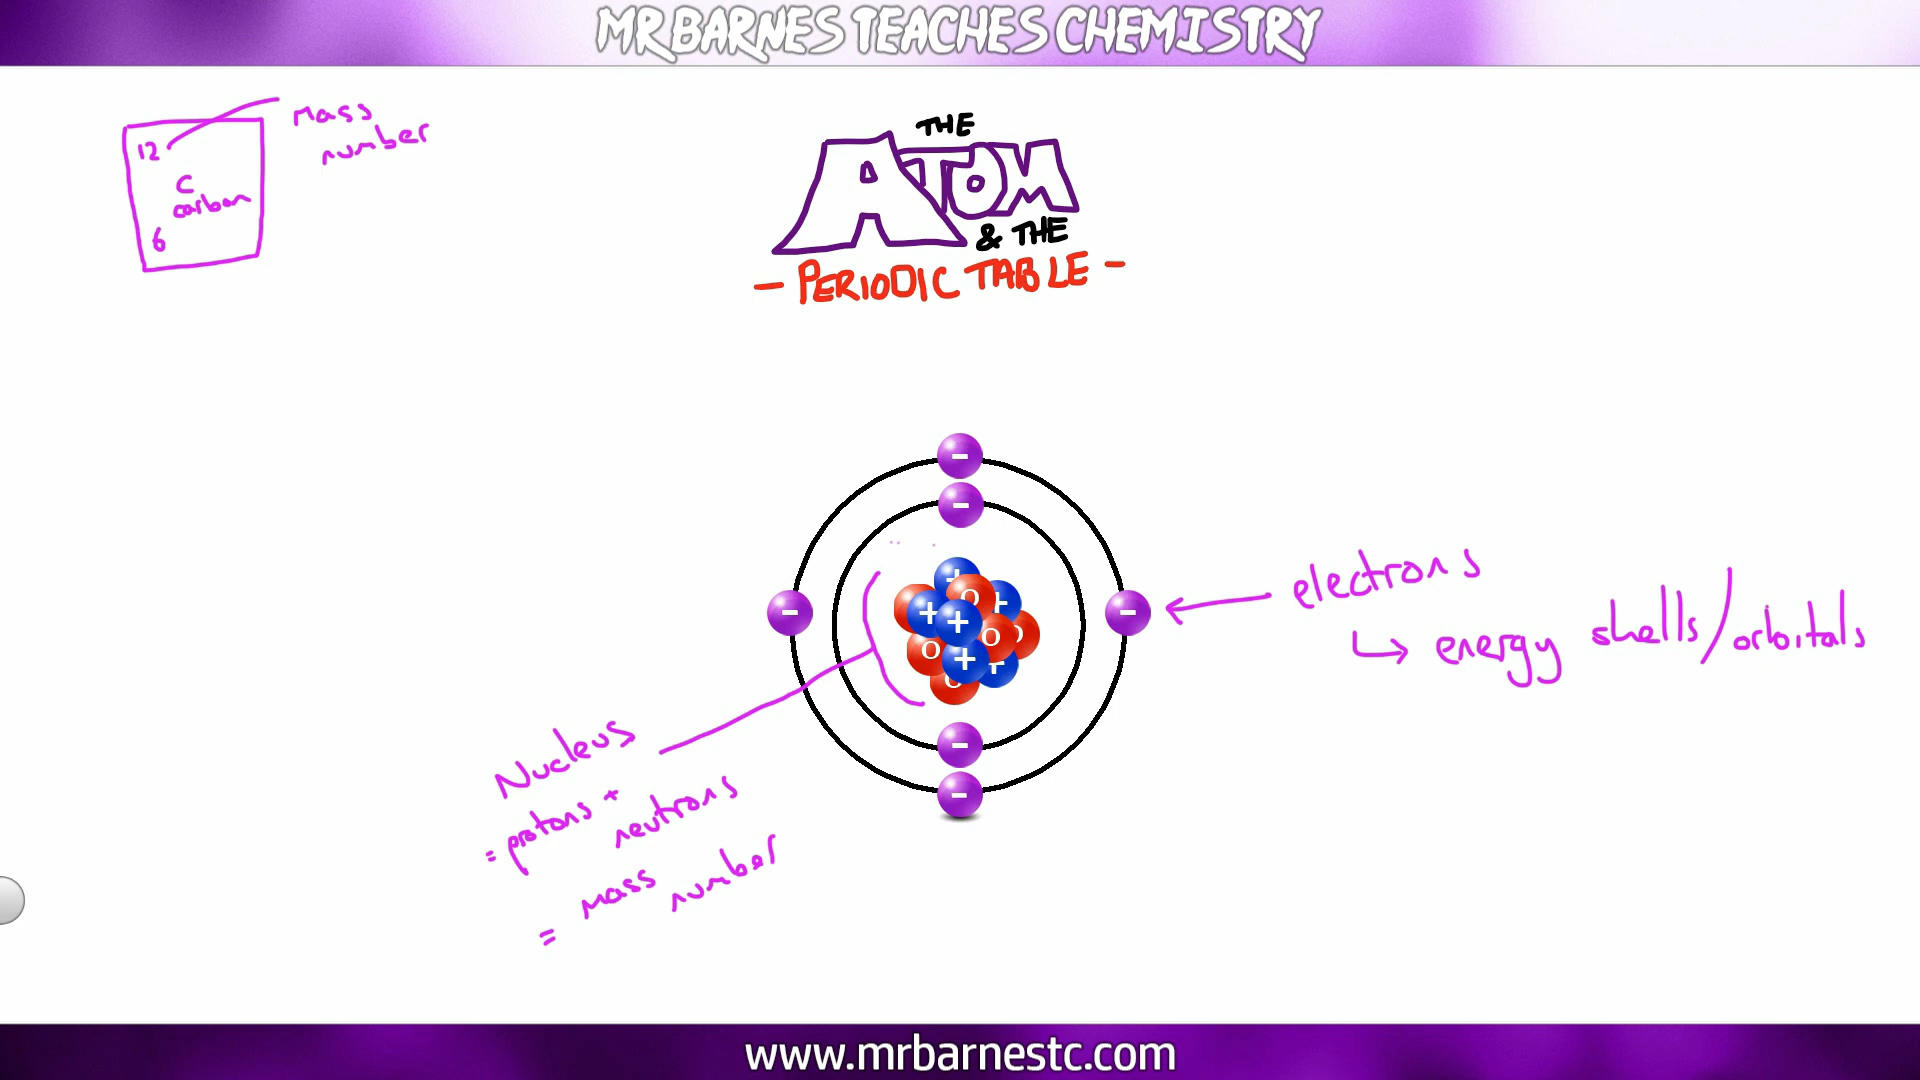 MR BARNES TEACHES CHEMISTRY
12
mass
number
C
carbon
6
THE
ATOM
& THE
- PERIODIC TABLE -
-
-
-
-
+
+
O
+
+
O
O
O
+
+
O
-
-
electrons
↳ energy shells/orbitals
Nucleus
= protons +
neutrons
= mass number
www.mrbarnestc.com